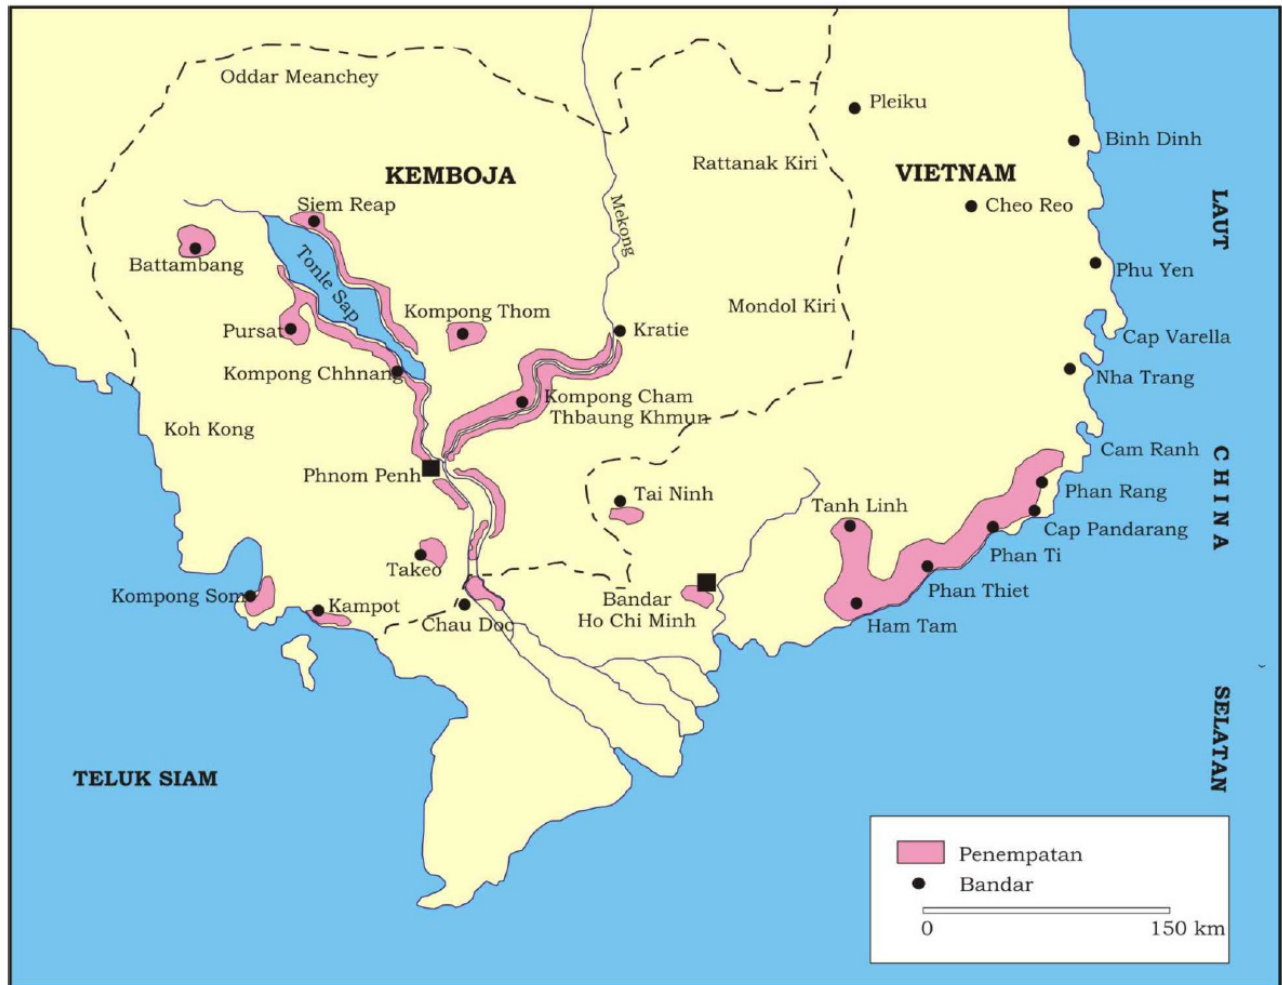 Oddar Meanchey
Pleiku
Binh Dinh
Rattanak Kiri
KEMBOJA
VIETNAM
Siem Reap
Mekong
Cheo Reo
LAUT
Battambang
Tonle Sap
Phu Yen
Mondol Kiri
Kompong Thom
Pursat
Kratie
Cap Varella
Kompong Chhnang
Nha Trang
Kompong Cham
Thbaung Khmun
Koh Kong
Cam Ranh
CHINA
Phnom Penh
Tai Ninh
Tanh Linh
Phan Rang
Cap Pandarang
Phan Ti
Takeo
Phan Thiet
Kompong Som
Kampot
Chau Doc
Bandar
Ho Chi Minh
Ham Tam
SELATAN
TELUK SIAM
Penempatan
Bandar
0 150 km